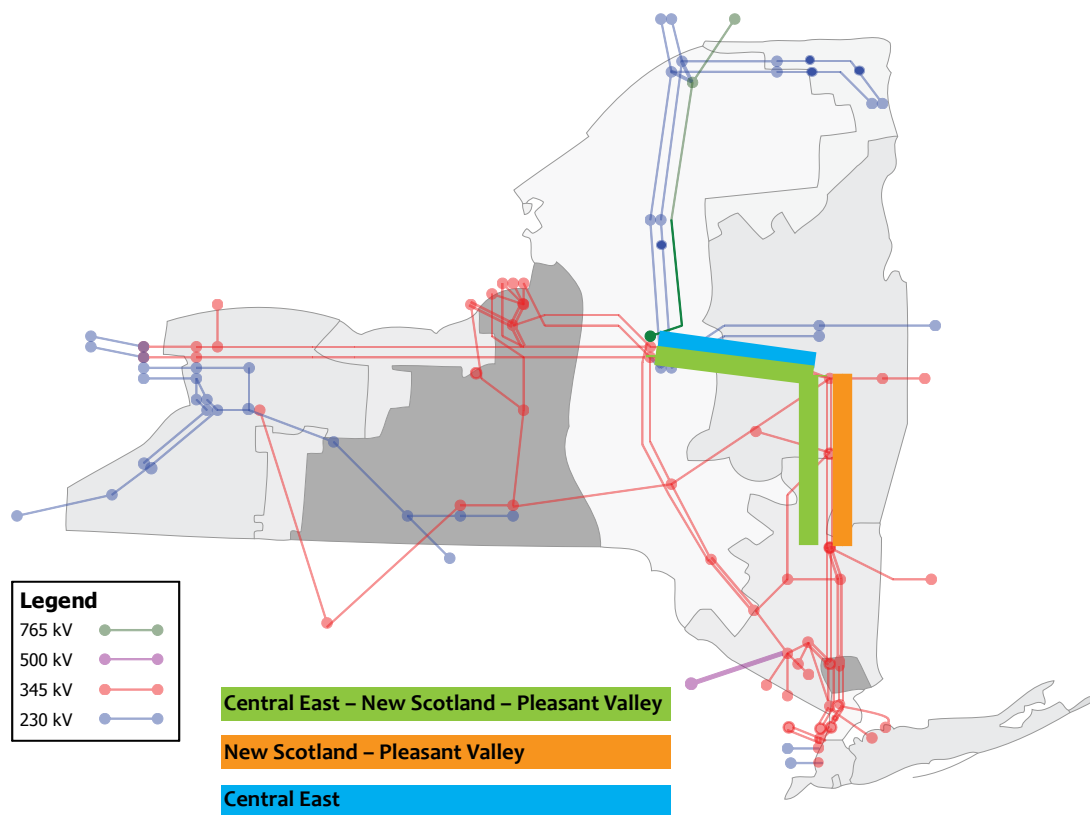 Legend
765 kV
500 kV
345 kV
230 kV
Central East – New Scotland – Pleasant Valley
New Scotland – Pleasant Valley
Central East